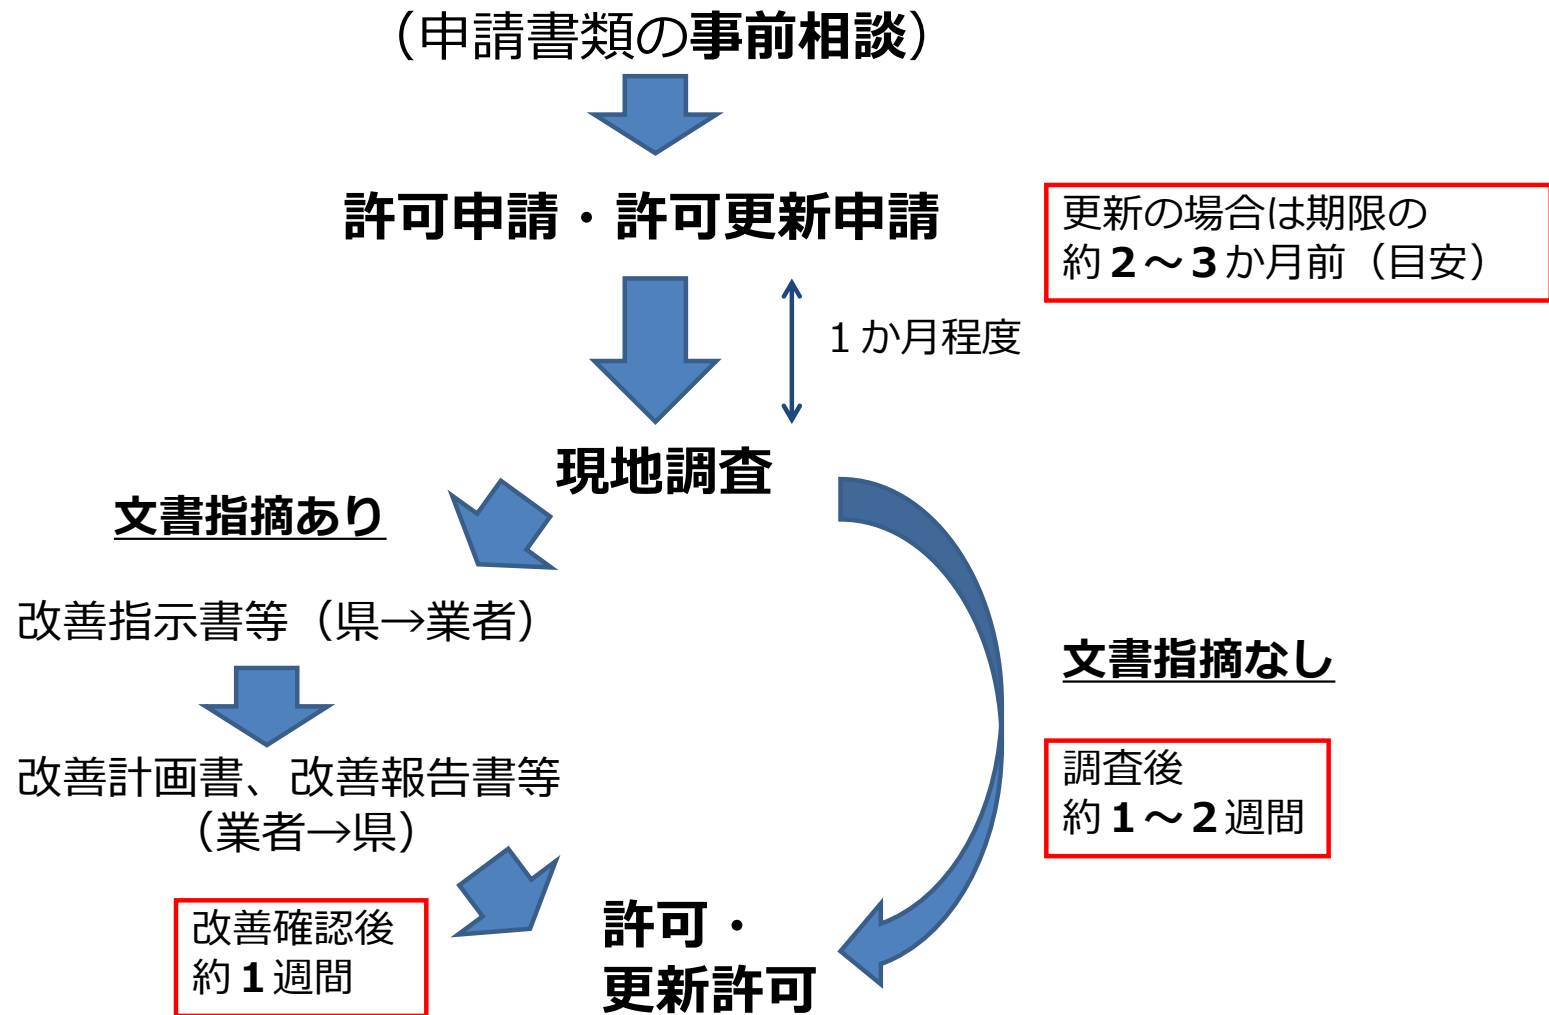 （申請書類の事前相談）
許可申請・許可更新申請
更新の場合は期限の
約２～３か月前（目安）
１か月程度
現地調査
文書指摘あり
改善指示書等（県→業者）
文書指摘なし
改善計画書、改善報告書等
（業者→県）
調査後
約１～２週間
改善確認後
約１週間
許可・
更新許可